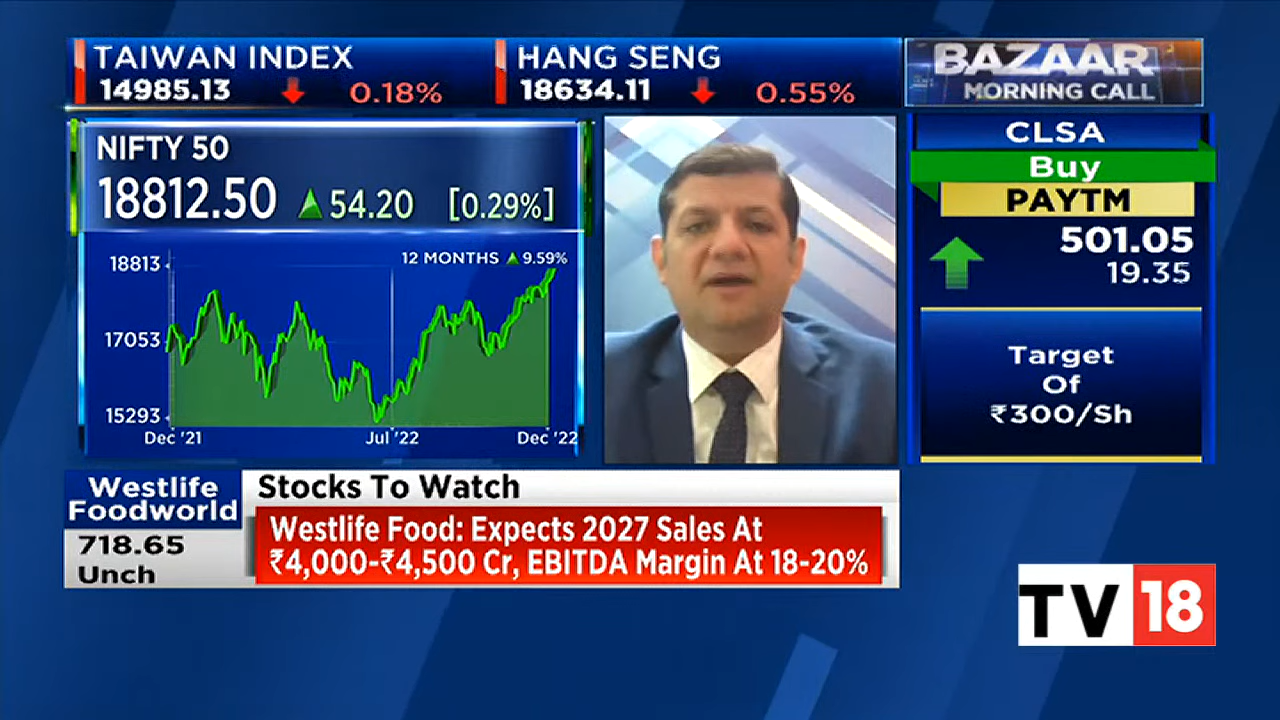 TAIWAN INDEX
14985.13 0.18%
HANG SENG
18634.11 0.55%
BAZAAR
MORNING CALL
NIFTY 50
18812.50 54.20 [0.29%]
12 MONTHS 9.59%
18813
17053
15293
Dec '21 Jul '22 Dec '22
CLSA
Buy
PAYTM
501.05
19.35
Target
Of
₹300/Sh
Westlife
Foodworld
718.65
Unch
Stocks To Watch
Westlife Food: Expects 2027 Sales At
₹4,000-₹4,500 Cr, EBITDA Margin At 18-20%
TV 18